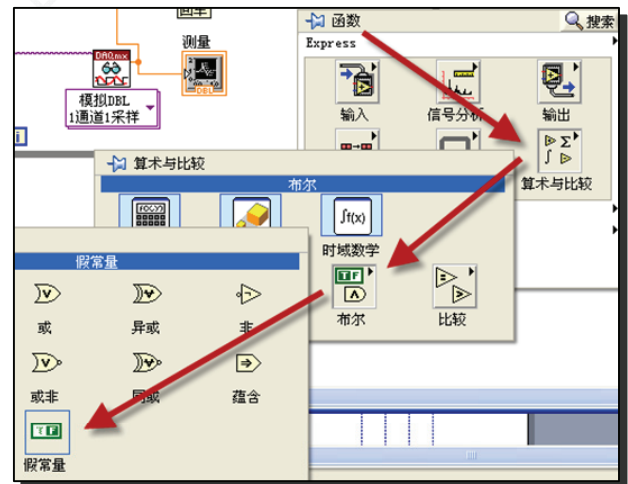 回车
测量
DAQmx
DBL
模拟DBL
1通道1采样
i
函数
搜索
Express
输入
信号分析
输出
算术与比较
算术与比较
布尔
时域数学
f(x)
TF
布尔
比较
假常量
或
异或
非
或非
同或
蕴含
TF
假常量